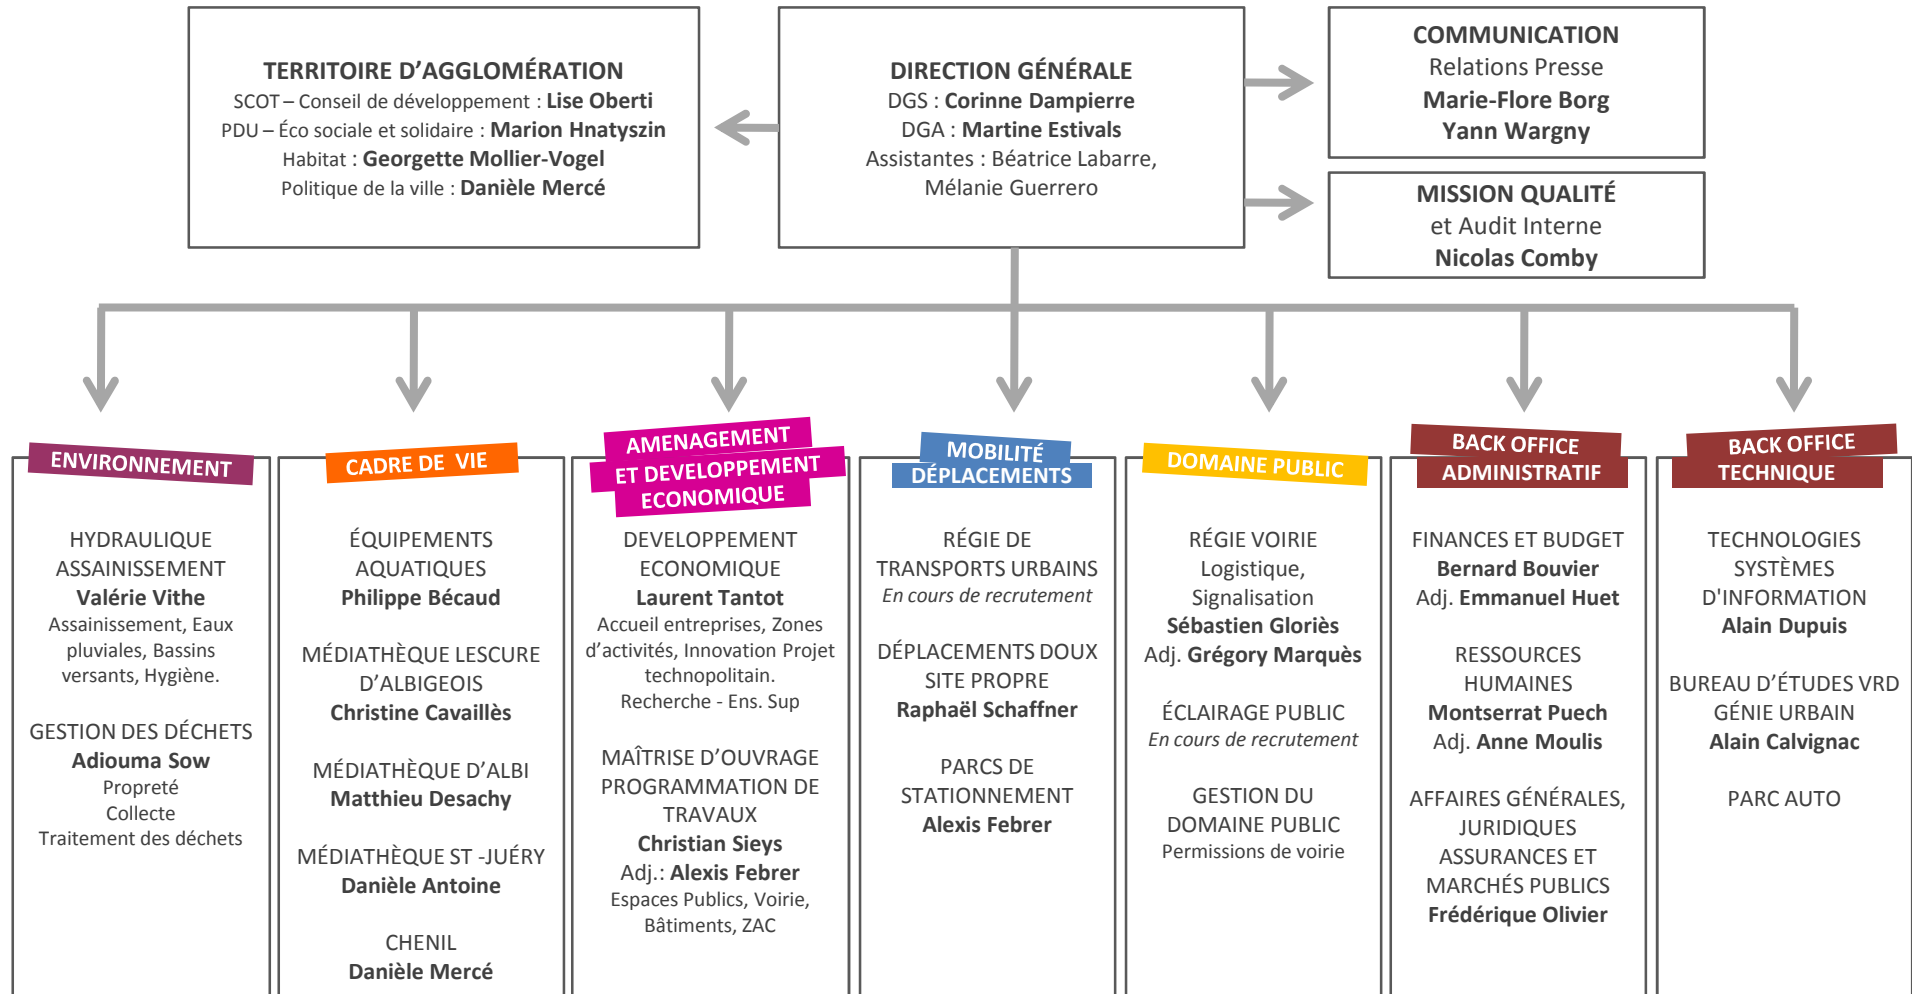 TERRITOIRE D’AGGLOMÉRATION
SCOT – Conseil de développement : Lise Oberti
PDU – Éco sociale et solidaire : Marion Hnatyszin
Habitat : Georgette Mollier-Vogel
Politique de la ville : Danièle Mercé
DIRECTION GÉNÉRALE
DGS : Corinne Dampierre
DGA : Martine Estivals
Assistantes : Béatrice Labarre,
Mélanie Guerrero
COMMUNICATION
Relations Presse
Marie-Flore Borg
Yann Wargny
MISSION QUALITÉ
et Audit Interne
Nicolas Comby
ENVIRONNEMENT
HYDRAULIQUE
ASSAINISSEMENT
Valérie Vithe
Assainissement, Eaux
pluviales, Bassins
versants, Hygiène.
GESTION DES DÉCHETS
Adiouma Sow
Propreté
Collecte
Traitement des déchets
CADRE DE VIE
ÉQUIPEMENTS
AQUATIQUES
Philippe Bécaud
MÉDIATHÈQUE LESCURE
D’ALBIGEOIS
Christine Cavaillès
MÉDIATHÈQUE D’ALBI
Matthieu Desachy
MÉDIATHÈQUE ST -JUÉRY
Danièle Antoine
CHENIL
Danièle Mercé
AMENAGEMENT
ET DEVELOPPEMENT
ECONOMIQUE
DEVELOPPEMENT
ECONOMIQUE
Laurent Tantot
Accueil entreprises, Zones
d’activités, Innovation Projet
technopolitain.
Recherche - Ens. Sup
MAÎTRISE D’OUVRAGE
PROGRAMMATION DE
TRAVAUX
Christian Sieys
Adj.: Alexis Febrer
Espaces Publics, Voirie,
Bâtiments, ZAC
MOBILITÉ
DÉPLACEMENTS
RÉGIE DE
TRANSPORTS URBAINS
En cours de recrutement
DÉPLACEMENTS DOUX
SITE PROPRE
Raphaël Schaffner
PARCS DE
STATIONNEMENT
Alexis Febrer
DOMAINE PUBLIC
RÉGIE VOIRIE
Logistique,
Signalisation
Sébastien Gloriès
Adj. Grégory Marquès
ÉCLAIRAGE PUBLIC
En cours de recrutement
GESTION DU
DOMAINE PUBLIC
Permissions de voirie
BACK OFFICE
ADMINISTRATIF
FINANCES ET BUDGET
Bernard Bouvier
Adj. Emmanuel Huet
RESSOURCES
HUMAINES
Montserrat Puech
Adj. Anne Moulis
AFFAIRES GÉNÉRALES,
JURIDIQUES
ASSURANCES ET
MARCHÉS PUBLICS
Frédérique Olivier
BACK OFFICE
TECHNIQUE
TECHNOLOGIES
SYSTÈMES
D'INFORMATION
Alain Dupuis
BUREAU D’ÉTUDES VRD
GÉNIE URBAIN
Alain Calvignac
PARC AUTO